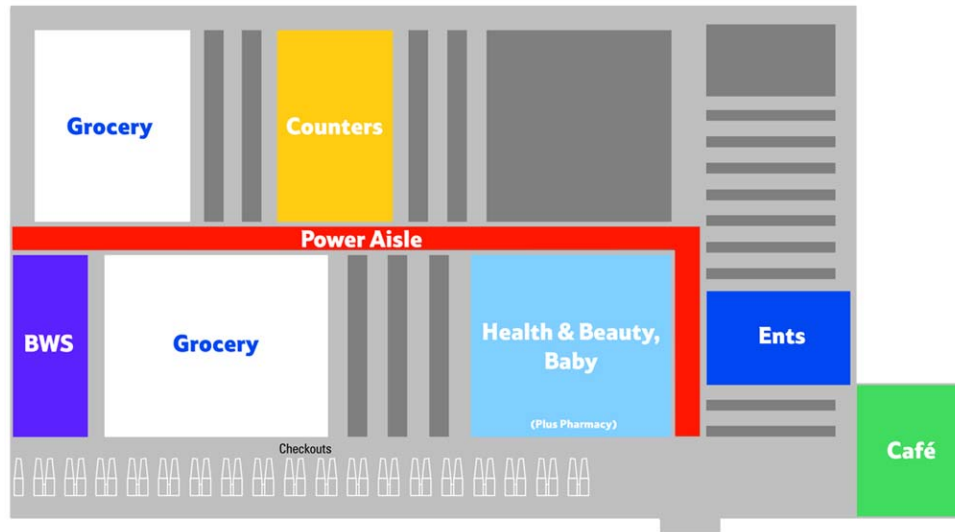 Grocery
Counters
Power Aisle
BWS
Grocery
Health & Beauty,
Baby
(Plus Pharmacy)
Ents
Checkouts
Café